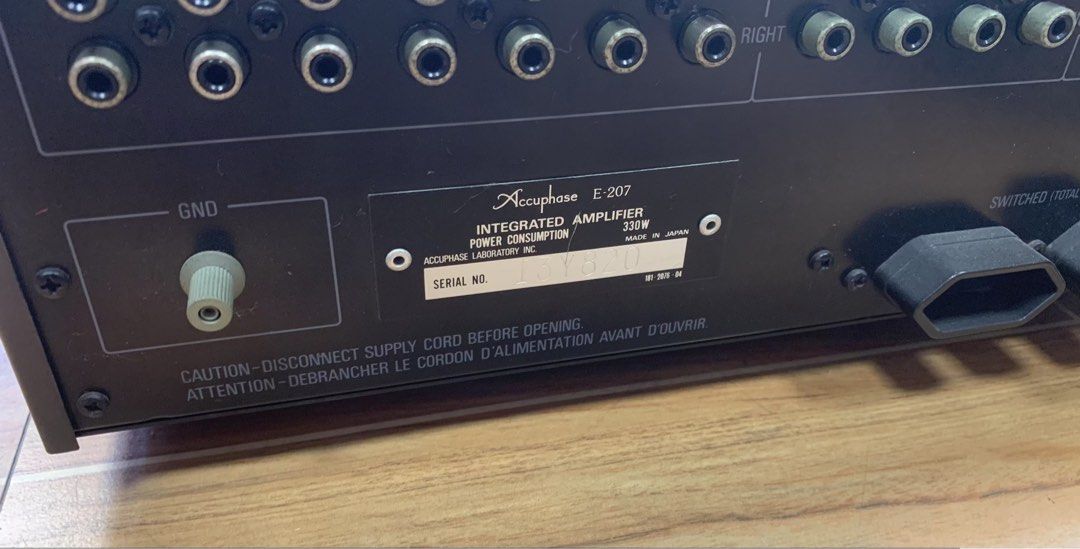 RIGHT
GND
Accuphase E-207
INTEGRATED AMPLIFIER
POWER CONSUMPTION 330W
ACCUPHASE LABORATORY INC. MADE IN JAPAN
SERIAL NO. I3Y820
181-2076-04
SWITCHED (TOTAL
CAUTION-DISCONNECT SUPPLY CORD BEFORE OPENING.
ATTENTION-DEBRANCHER LE CORDON D'ALIMENTATION AVANT D'OUVRIR.